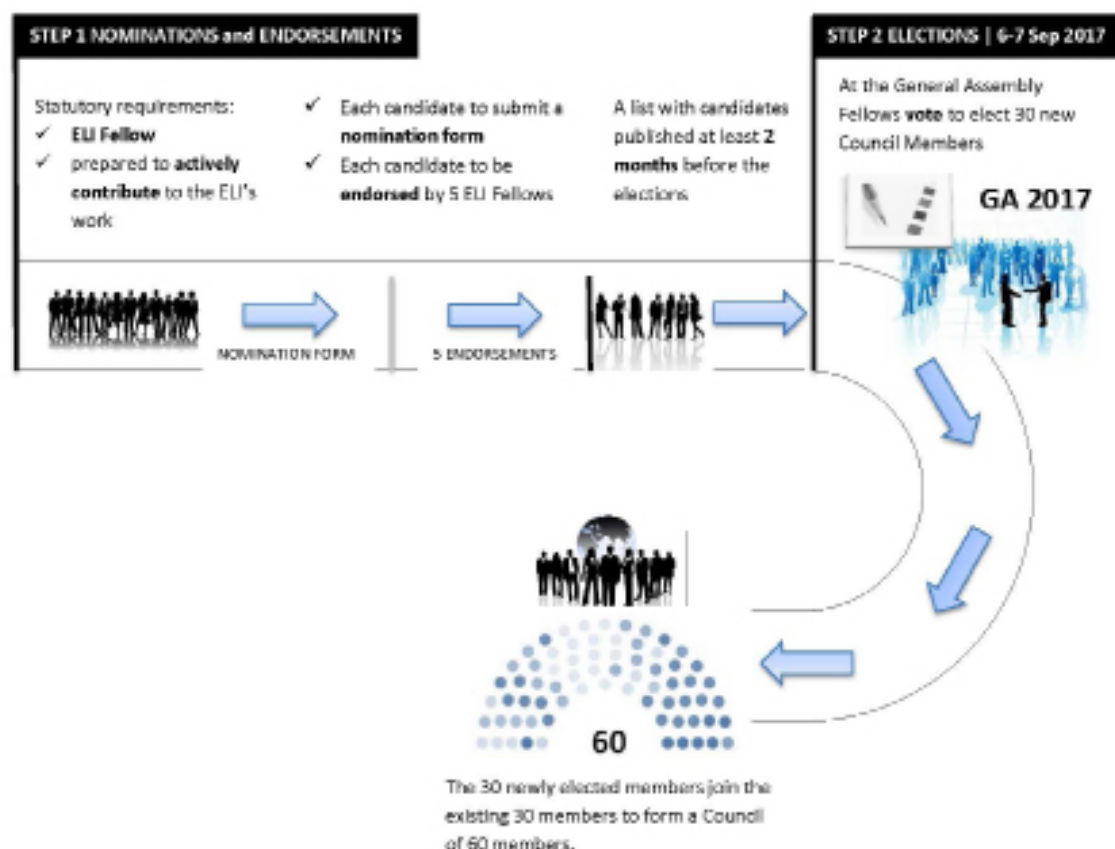 STEP 1 NOMINATIONS and ENDORSEMENTS
Statutory requirements:
✓ ELI Fellow
✓ prepared to actively
contribute to the ELI's
work
✓ Each candidate to submit a
nomination form
✓ Each candidate to be
endorsed by 5 ELI Fellows
A list with candidates
published at least 2
months before the
elections
STEP 2 ELECTIONS | 6-7 Sep 2017
At the General Assembly
Fellows vote to elect 30 new
Council Members
GA 2017
NOMINATION FORM
5 ENDORSEMENTS
60
The 30 newly elected members join the
existing 30 members to form a Council
of 60 members.